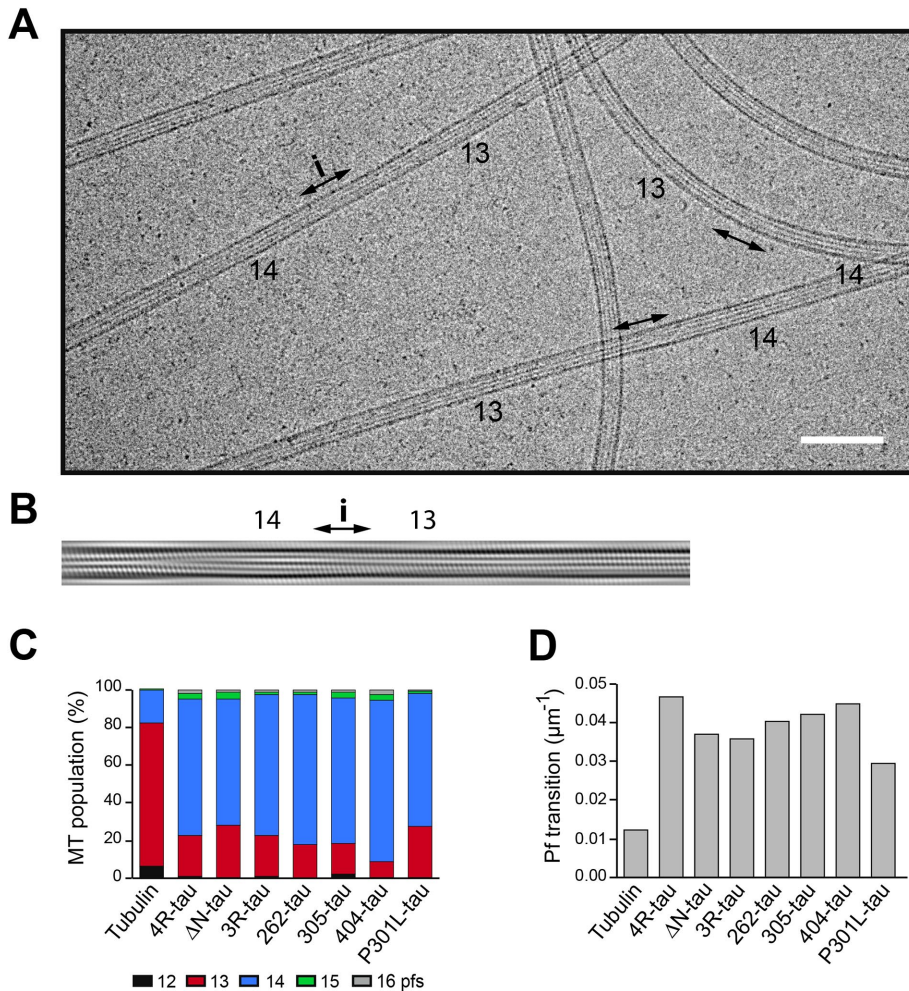 A
i
13
13
14
14
14
13
B
14 i 13
C
D
MT population (%)
100
80
60
40
20
0
Tubulin
4R-tau
ΔN-tau
3R-tau
262-tau
305-tau
404-tau
P301L-tau
12 13 14 15 16 pfs
Pf transition (µm⁻¹)
0.05
0.04
0.03
0.02
0.01
0.00
Tubulin
4R-tau
ΔN-tau
3R-tau
262-tau
305-tau
404-tau
P301L-tau